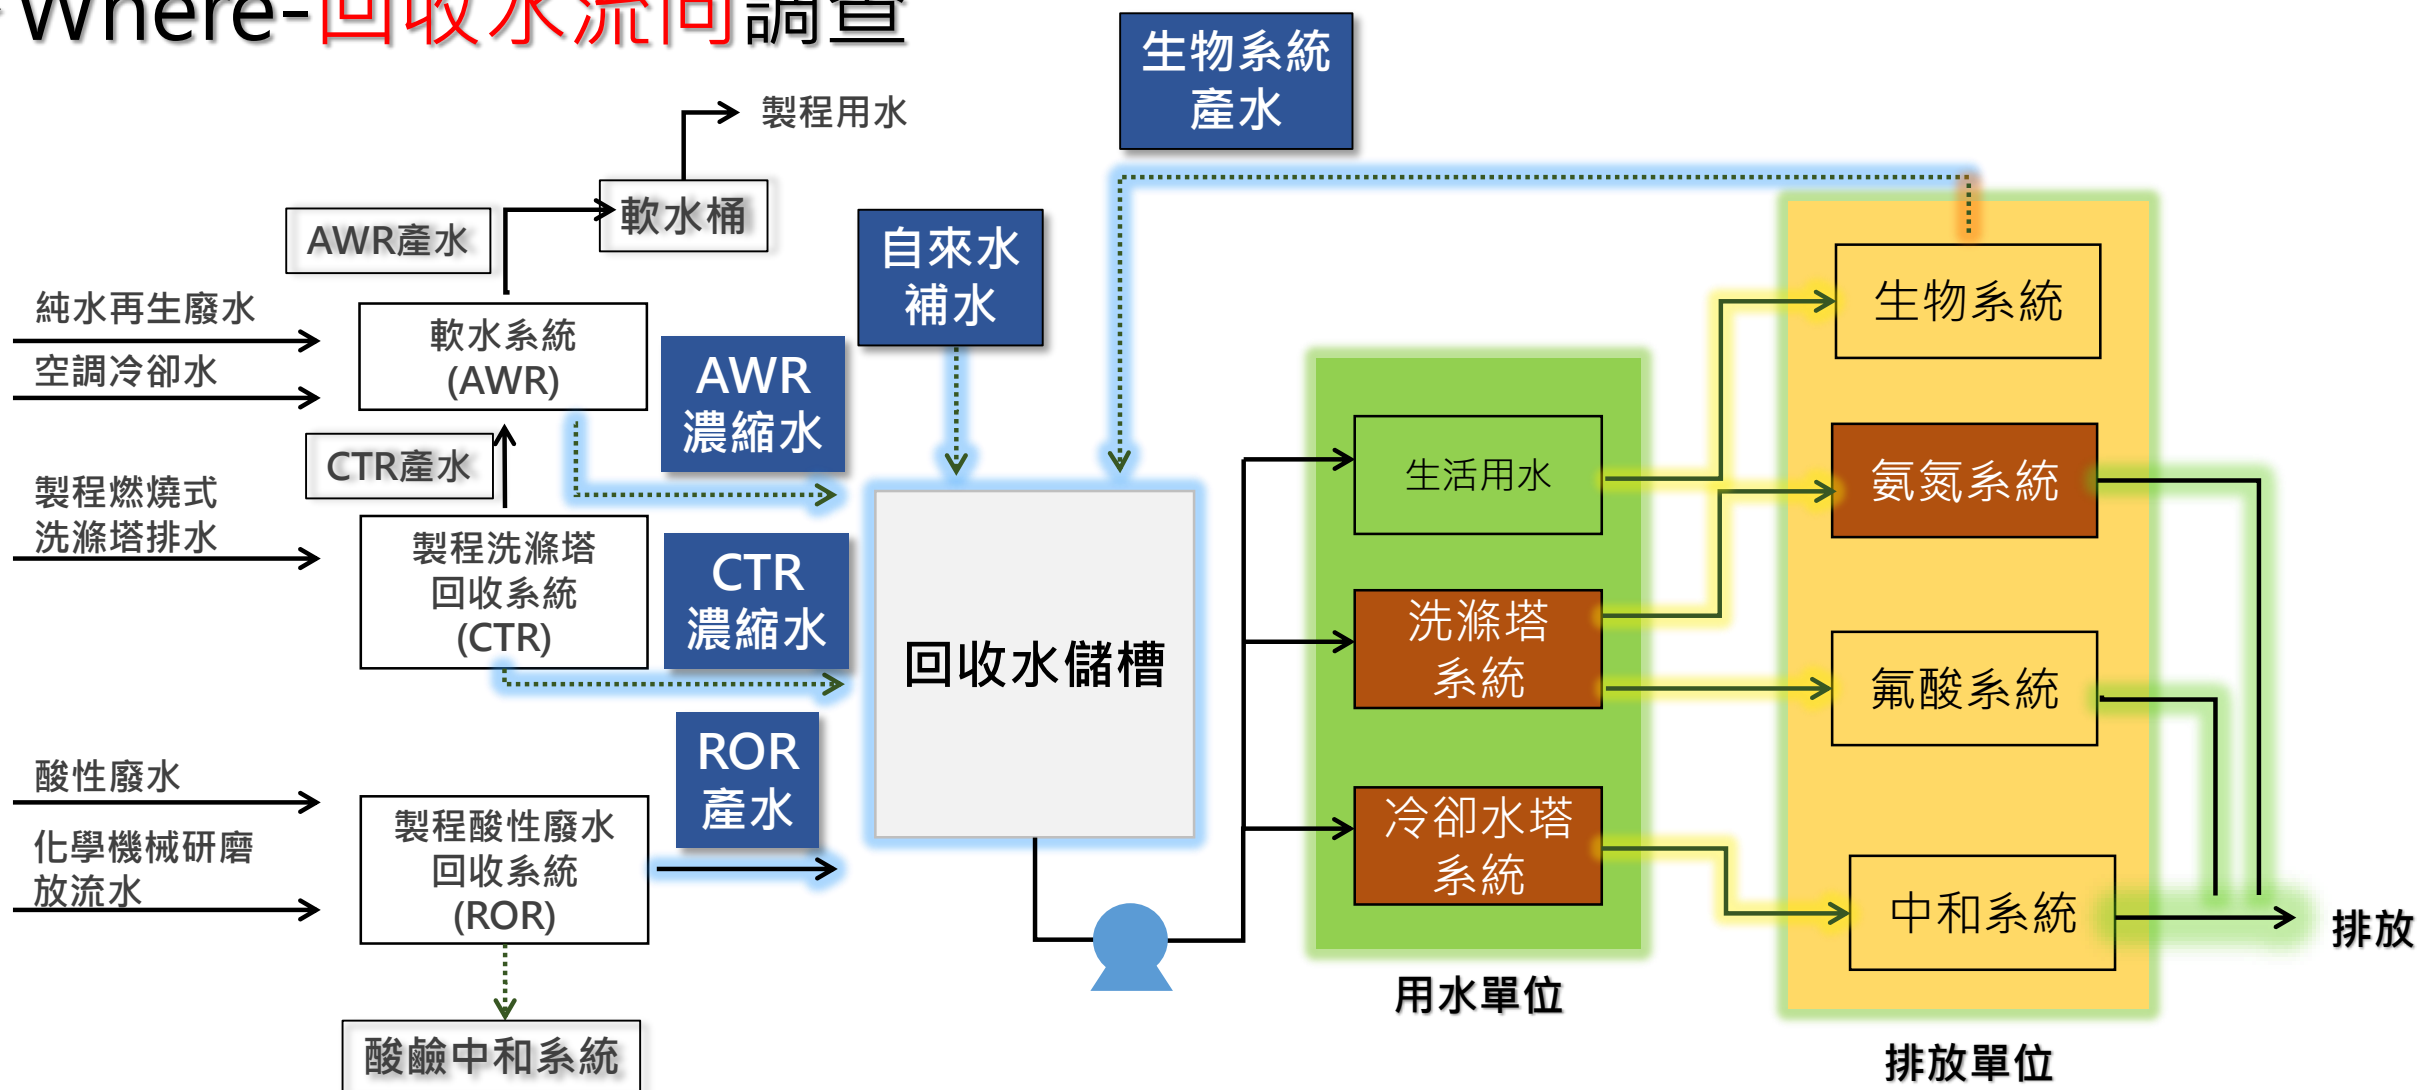 Where-回收水流向調查
生物系統
產水
製程用水
軟水桶
AWR產水
自來水
補水
純水再生廢水
空調冷卻水
軟水系統
(AWR)
AWR
濃縮水
生物系統
CTR產水
生活用水
氨氮系統
製程燃燒式
洗滌塔排水
製程洗滌塔
回收系統
(CTR)
CTR
濃縮水
回收水儲槽
洗滌塔
系統
氟酸系統
ROR
產水
酸性廢水
化學機械研磨
放流水
製程酸性廢水
回收系統
(ROR)
冷卻水塔
系統
中和系統
排放
用水單位
酸鹼中和系統
排放單位